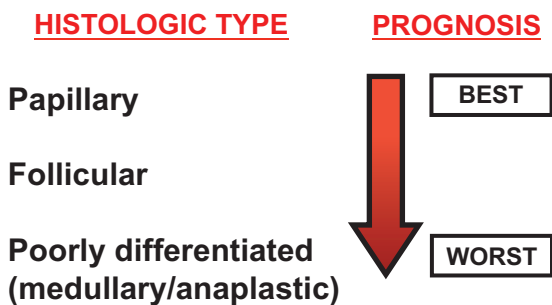 HISTOLOGIC TYPE PROGNOSIS
Papillary BEST
Follicular
Poorly differentiated WORST
(medullary/anaplastic)